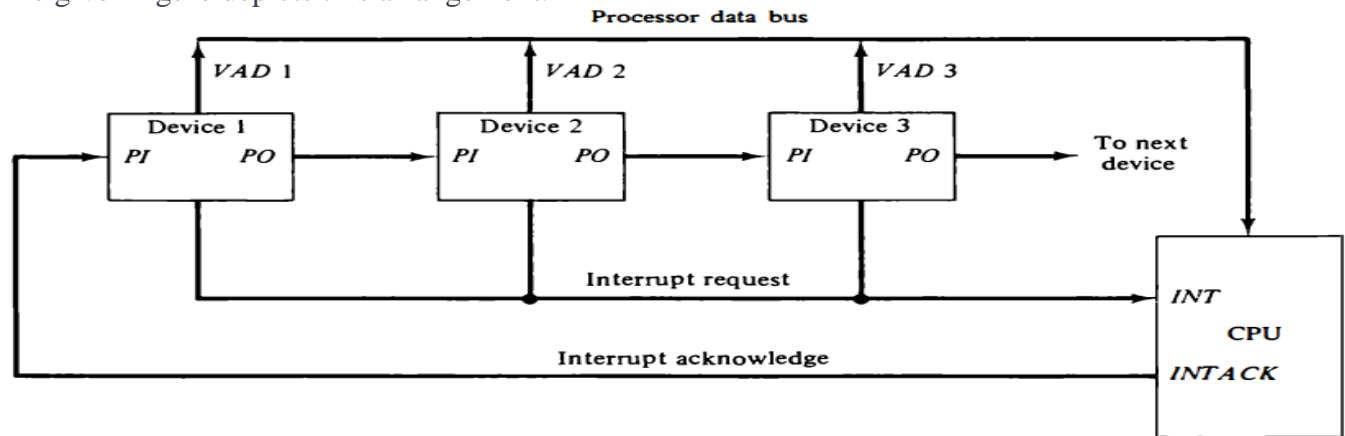 Processor data bus
VAD 1 VAD 2 VAD 3
Device 1 Device 2 Device 3
PI PO PI PO PI PO
To next
device
Interrupt request
INT
CPU
Interrupt acknowledge
INTACK